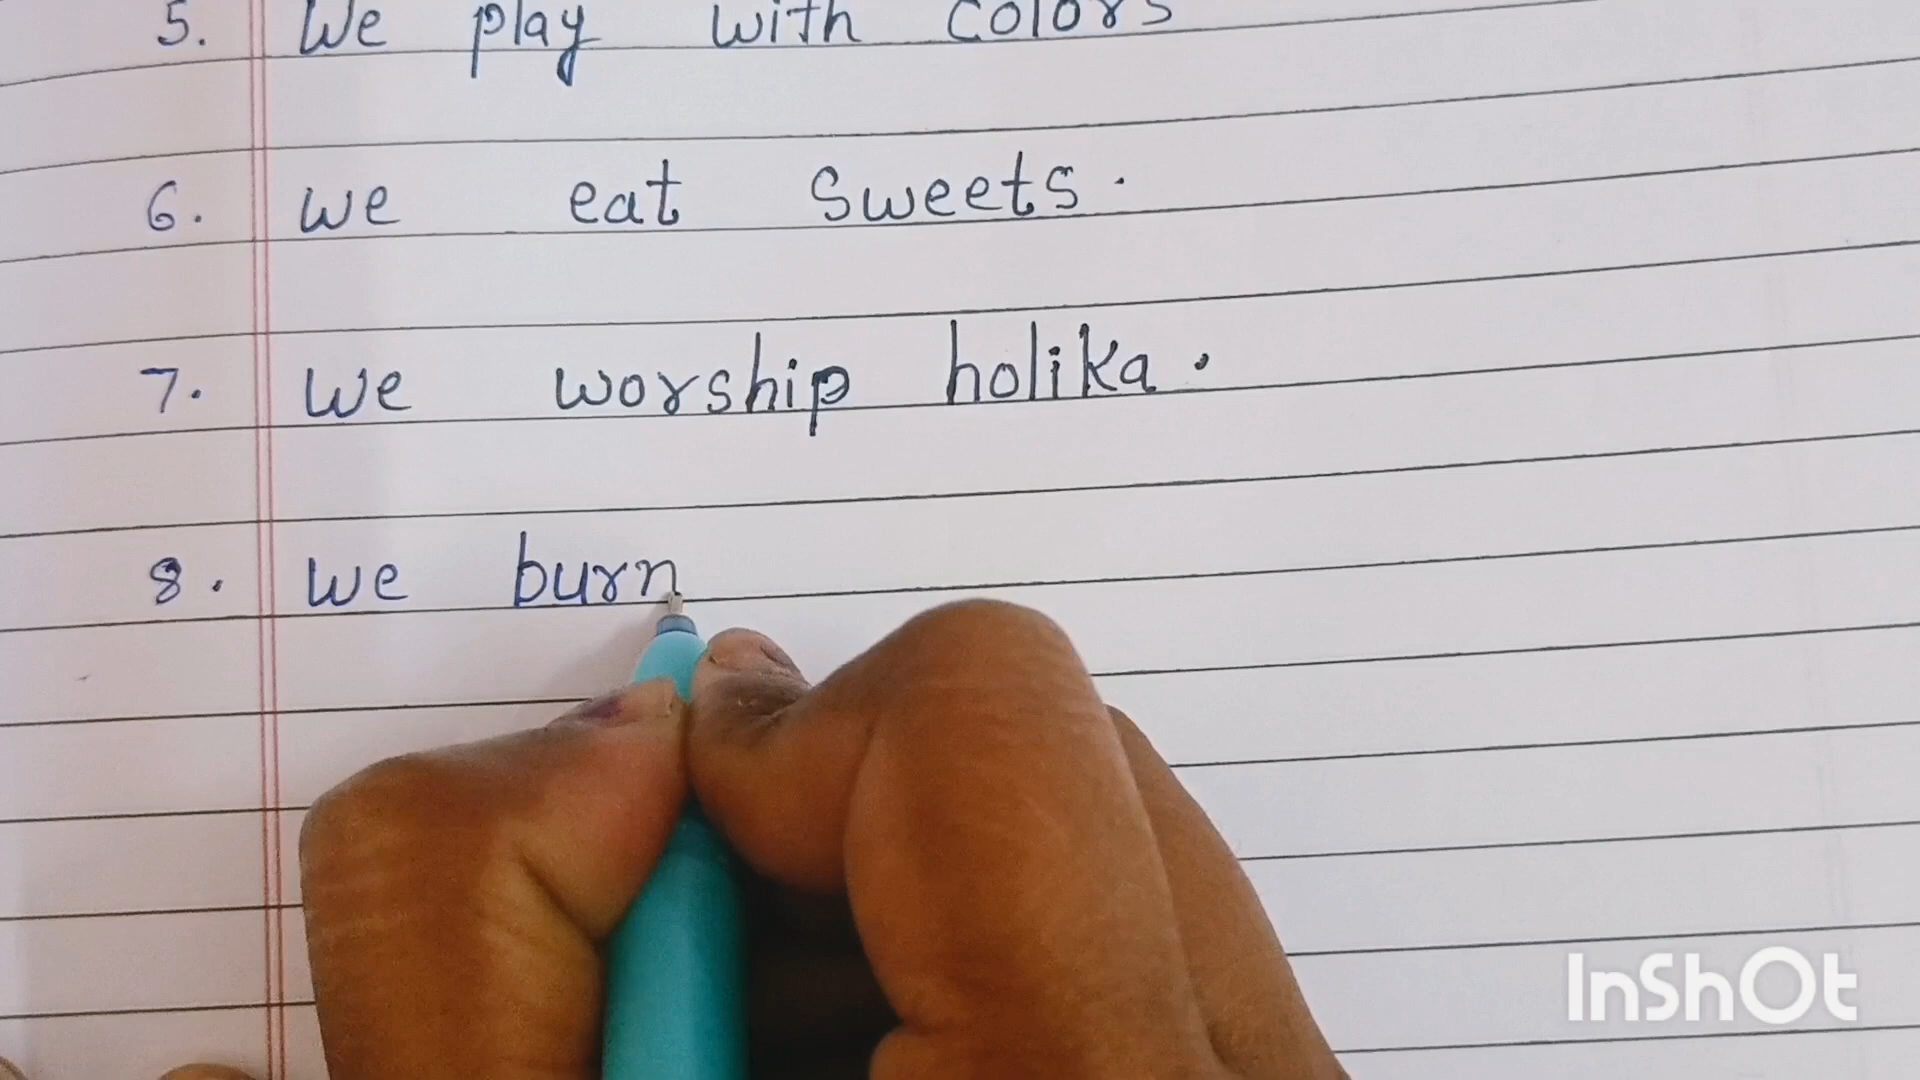 5. We play with colors
6. We eat Sweets.
7. We worship holika.
8. We burn
InShOt